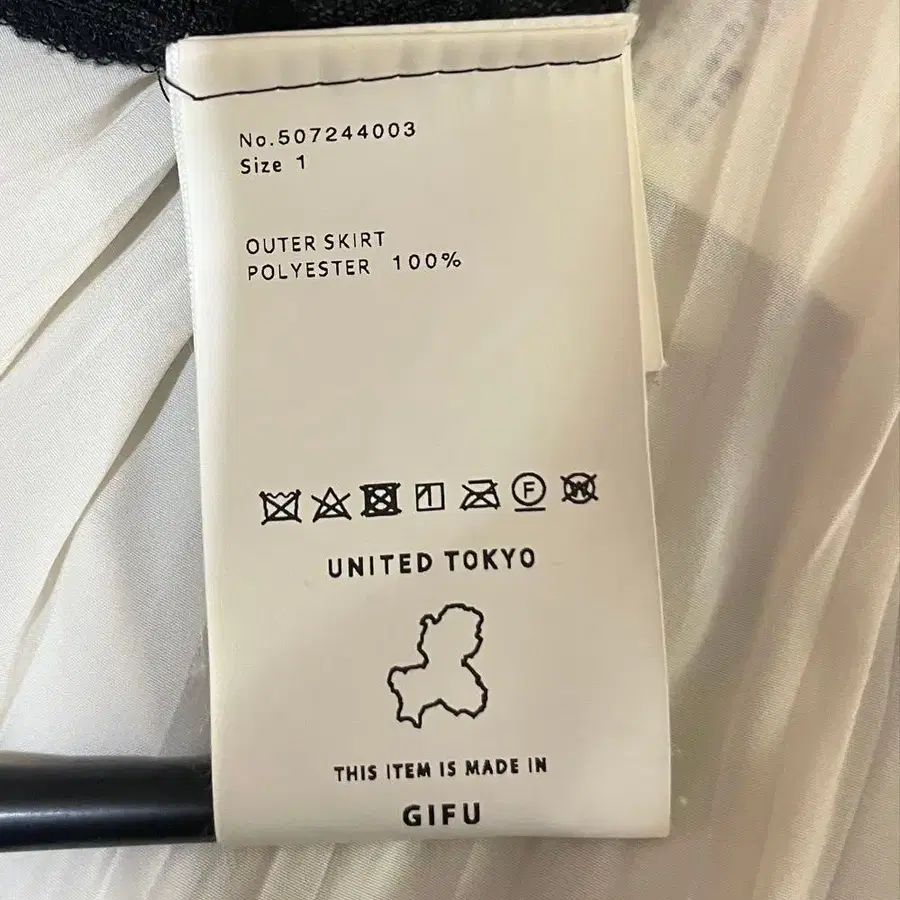 No.507244003
Size 1
OUTER SKIRT
POLYESTER 100%
F W
UNITED TOKYO
THIS ITEM IS MADE IN
GIFU